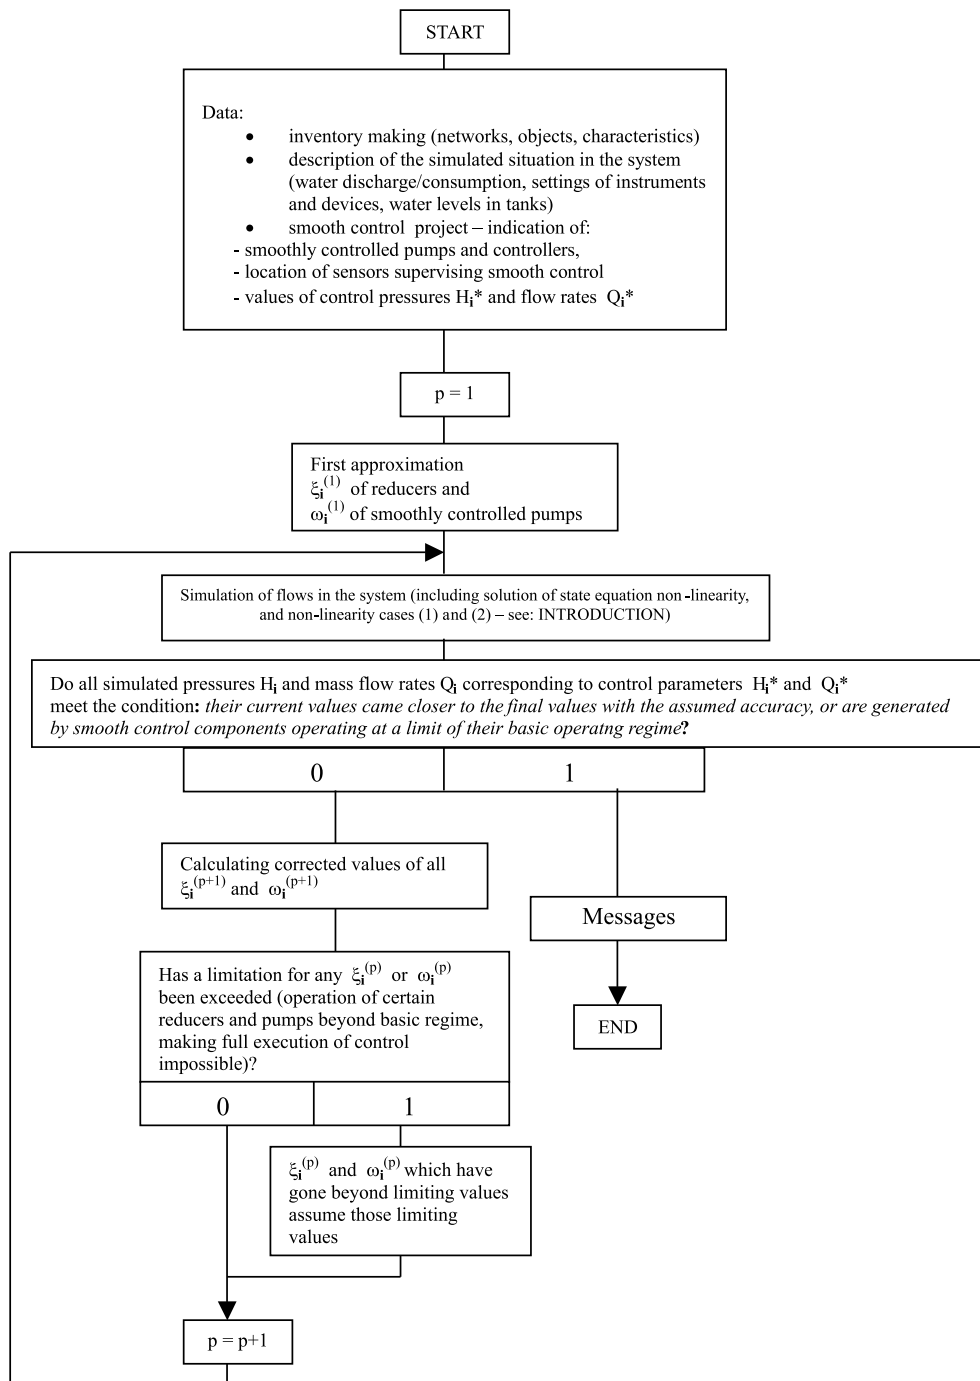 START
Data:
• inventory making (networks, objects, characteristics)
• description of the simulated situation in the system
(water discharge/consumption, settings of instruments
and devices, water levels in tanks)
• smooth control project – indication of:
- smoothly controlled pumps and controllers,
- location of sensors supervising smooth control
- values of control pressures Hi* and flow rates Qi*
p = 1
First approximation
ξi(1) of reducers and
ωi(1) of smoothly controlled pumps
Simulation of flows in the system (including solution of state equation non-linearity,
and non-linearity cases (1) and (2) – see: INTRODUCTION)
Do all simulated pressures Hi and mass flow rates Qi corresponding to control parameters Hi* and Qi*
meet the condition: their current values came closer to the final values with the assumed accuracy, or are generated
by smooth control components operating at a limit of their basic operatng regime?
0 1
Calculating corrected values of all
ξi(p+1) and ωi(p+1)
Messages
Has a limitation for any ξi(p) or ωi(p)
been exceeded (operation of certain
reducers and pumps beyond basic regime,
making full execution of control
impossible)?
END
0 1
ξi(p) and ωi(p) which have
gone beyond limiting values
assume those limiting
values
p = p+1